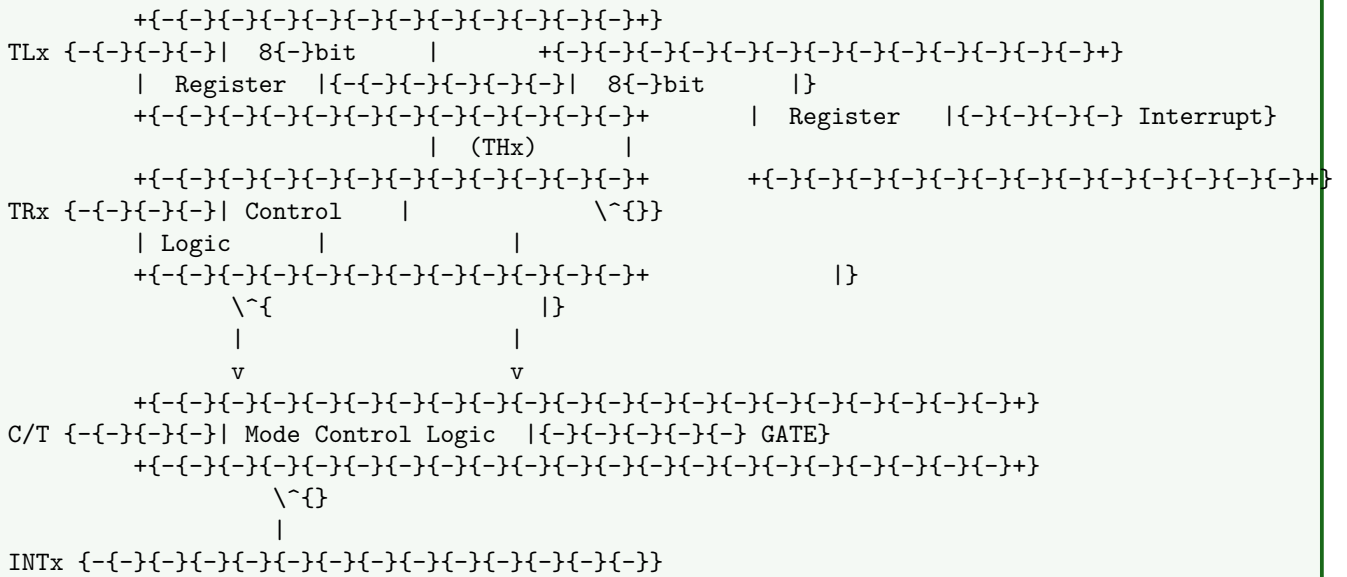 +{-{-}{-}{-}{-}{-}{-}{-}{-}{-}{-}{-}+}
TLx {-{-}{-}{-}|  8{-}bit     |       +{-}{-}{-}{-}{-}{-}{-}{-}{-}{-}{-}{-}{-}+}
         |  Register  |{-{-}{-}{-}{-}{-}|  8{-}bit      |}
         +{-{-}{-}{-}{-}{-}{-}{-}{-}{-}{-}{-}+       |  Register   |{-}{-}{-}{-} Interrupt}
                              |  (THx)      |
         +{-{-}{-}{-}{-}{-}{-}{-}{-}{-}{-}{-}+       +{-}{-}{-}{-}{-}{-}{-}{-}{-}{-}{-}{-}{-}+}
TRx {-{-}{-}{-}| Control    |             \^{}}
         | Logic      |             |
         +{-{-}{-}{-}{-}{-}{-}{-}{-}{-}{-}{-}+             |}
                \^{                   |}
                |                   |
                v                   v
         +{-{-}{-}{-}{-}{-}{-}{-}{-}{-}{-}{-}{-}{-}{-}{-}{-}{-}{-}{-}{-}+}
C/T {-{-}{-}{-}| Mode Control Logic  |{-}{-}{-}{-}{-} GATE}
         +{-{-}{-}{-}{-}{-}{-}{-}{-}{-}{-}{-}{-}{-}{-}{-}{-}{-}{-}{-}{-}+}
                   \^{}
                   |
INTx {-{-}{-}{-}{-}{-}{-}{-}{-}{-}{-}{-}{-}{-}}